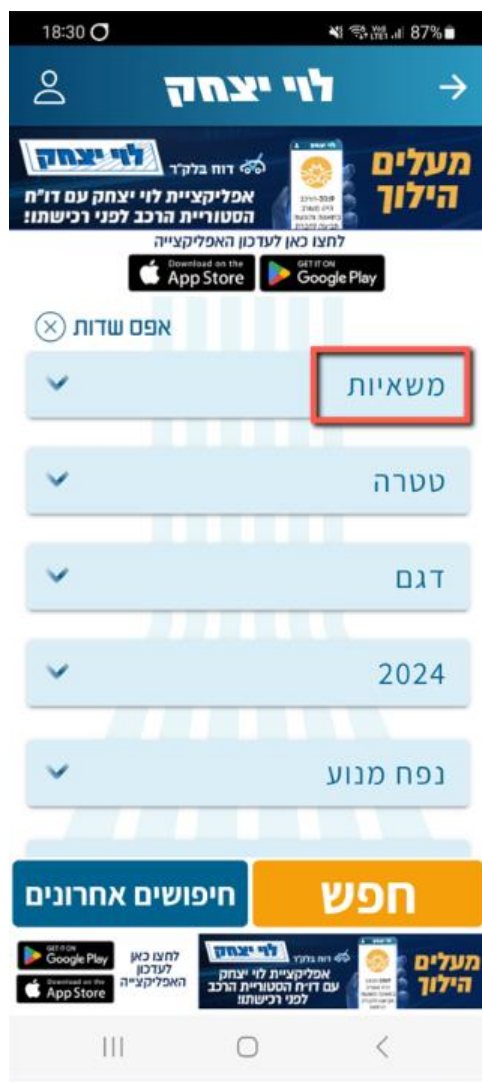 18:30
87%
לוי יצחק
מעלים
הילוך
דוח בלק״ר
לוי יצחק
אפליקציית לוי יצחק עם דו״ח
הסטוריית הרכב לפני רכישתו!
לחצו כאן לעדכון האפליקצייה
Download on the
App Store
GET IT ON
Google Play
אפס שדות
משאיות
טטרה
דגם
2024
נפח מנוע
חפש
חיפושים אחרונים
מעלים
הילוך
דוח בלק״ר
לוי יצחק
אפליקציית לוי יצחק
עם דו״ח הסטוריית הרכב
לפני רכישתו!
לחצו כאן
לעדכון
האפליקצייה
GET IT ON
Google Play
Download on the
App Store